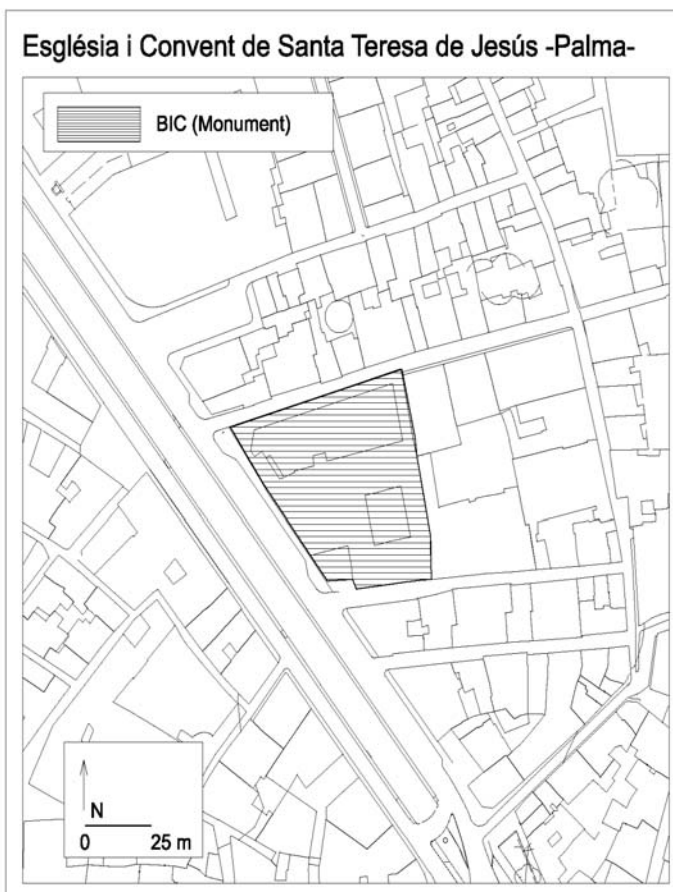 Església i Convent de Santa Teresa de Jesús -Palma-
BIC (Monument)
N
0 25 m